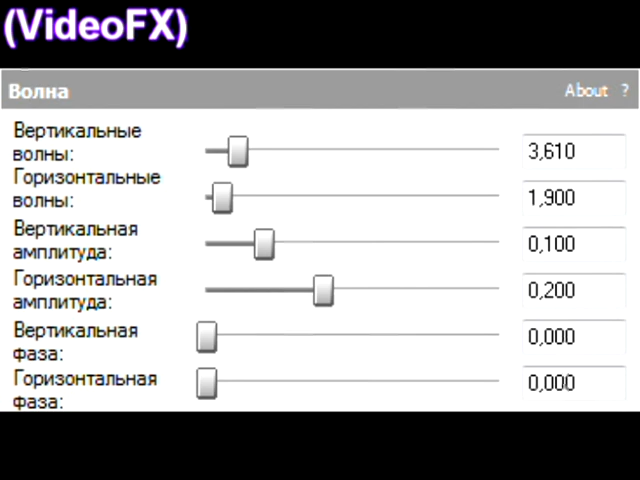 (VideoFX)
Волна About ?
Вертикальные
волны: 3,610
Горизонтальные
волны: 1,900
Вертикальная
амплитуда: 0,100
Горизонтальная
амплитуда: 0,200
Вертикальная
фаза: 0,000
Горизонтальная
фаза: 0,000